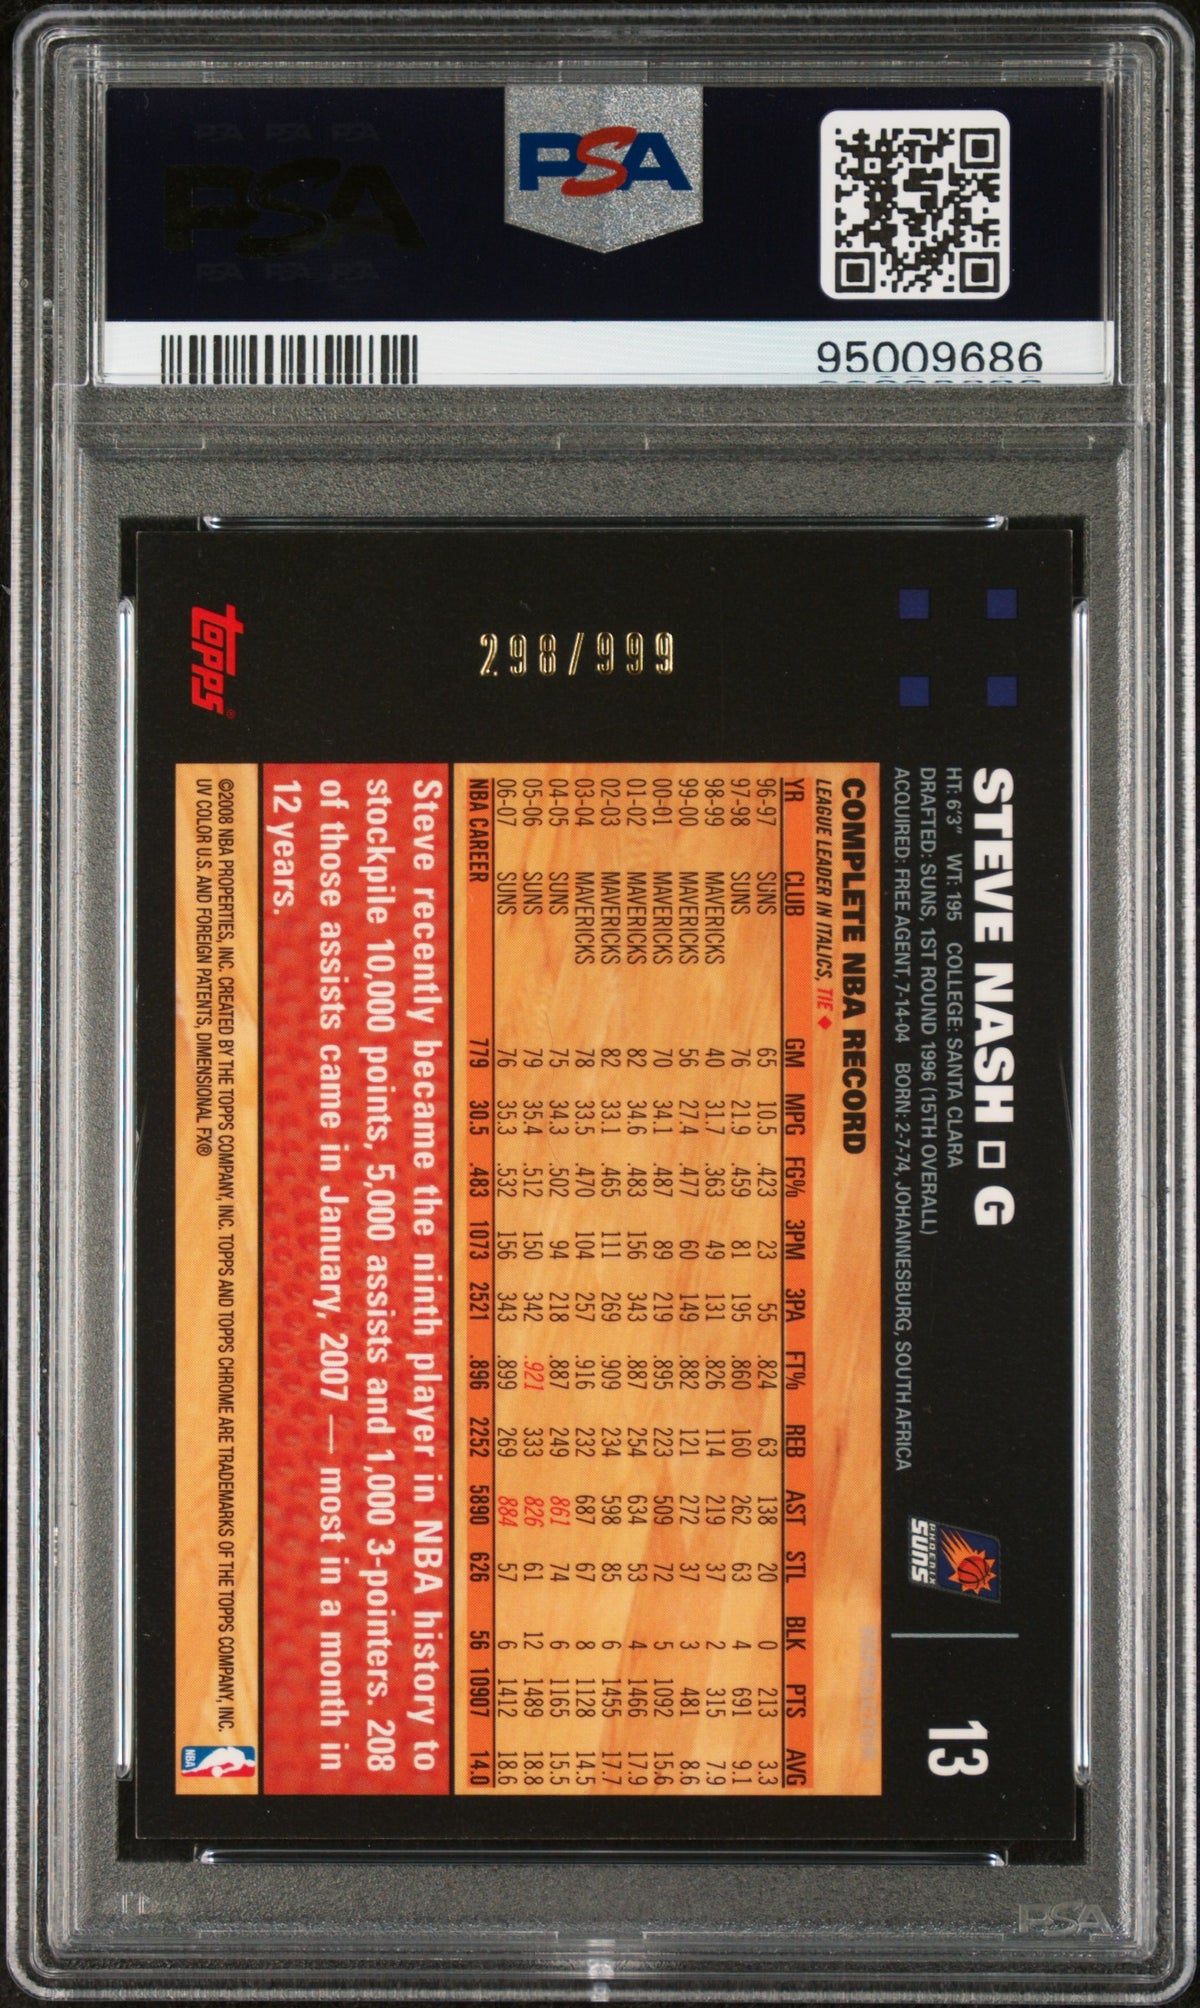 PSA PSA PSA
PSA
PSA PSA PSA
PSA
95009686
298/999
topps®
STEVE NASH □ G
13
HT: 6'3" WT: 195 COLLEGE: SANTA CLARA
DRAFTED: SUNS, 1ST ROUND 1996 (15TH OVERALL)
ACQUIRED: FREE AGENT, 7-14-04 BORN: 2-7-74, JOHANNESBURG, SOUTH AFRICA
PHOENIX
SUNS
COMPLETE NBA RECORD
LEAGUE LEADER IN ITALICS, TIE ♦
YR CLUB GM MPG FG% 3PM 3PA FT% REB AST STL BLK PTS AVG
96-97 SUNS 65 10.5 .423 23 55 .824 63 138 20 0 213 3.3
97-98 SUNS 76 21.9 .459 81 195 .860 160 262 63 4 691 9.1
98-99 MAVERICKS 40 31.7 .363 49 131 .826 114 219 37 2 315 7.9
99-00 MAVERICKS 56 27.4 .477 60 149 .882 121 272 37 3 481 8.6
00-01 MAVERICKS 70 34.1 .487 89 219 .895 223 509 72 5 1092 15.6
01-02 MAVERICKS 82 34.6 .483 156 343 .887 254 634 53 4 1466 17.9
02-03 MAVERICKS 82 33.1 .465 111 269 .909 234 598 85 6 1455 17.7
03-04 MAVERICKS 78 33.5 .470 104 257 .916 232 687 67 8 1128 14.5
04-05 SUNS 75 34.3 .502 94 218 .887 249 861 74 6 1165 15.5
05-06 SUNS 79 35.4 .512 150 342 .921 333 826 61 12 1489 18.8
06-07 SUNS 76 35.3 .532 156 343 .899 269 884 57 6 1412 18.6
NBA CAREER 779 30.5 .483 1073 2521 .896 2252 5890 626 56 10907 14.0
Steve recently became the ninth player in NBA history to
stockpile 10,000 points, 5,000 assists and 1,000 3-pointers. 208
of those assists came in January, 2007 — most in a month in
12 years.
©2008 NBA PROPERTIES, INC. CREATED BY THE TOPPS COMPANY, INC. TOPPS AND TOPPS CHROME ARE TRADEMARKS OF THE TOPPS COMPANY, INC.
UV COLOR U.S. AND FOREIGN PATENTS, DIMENSIONAL FX®
NBA
PSA